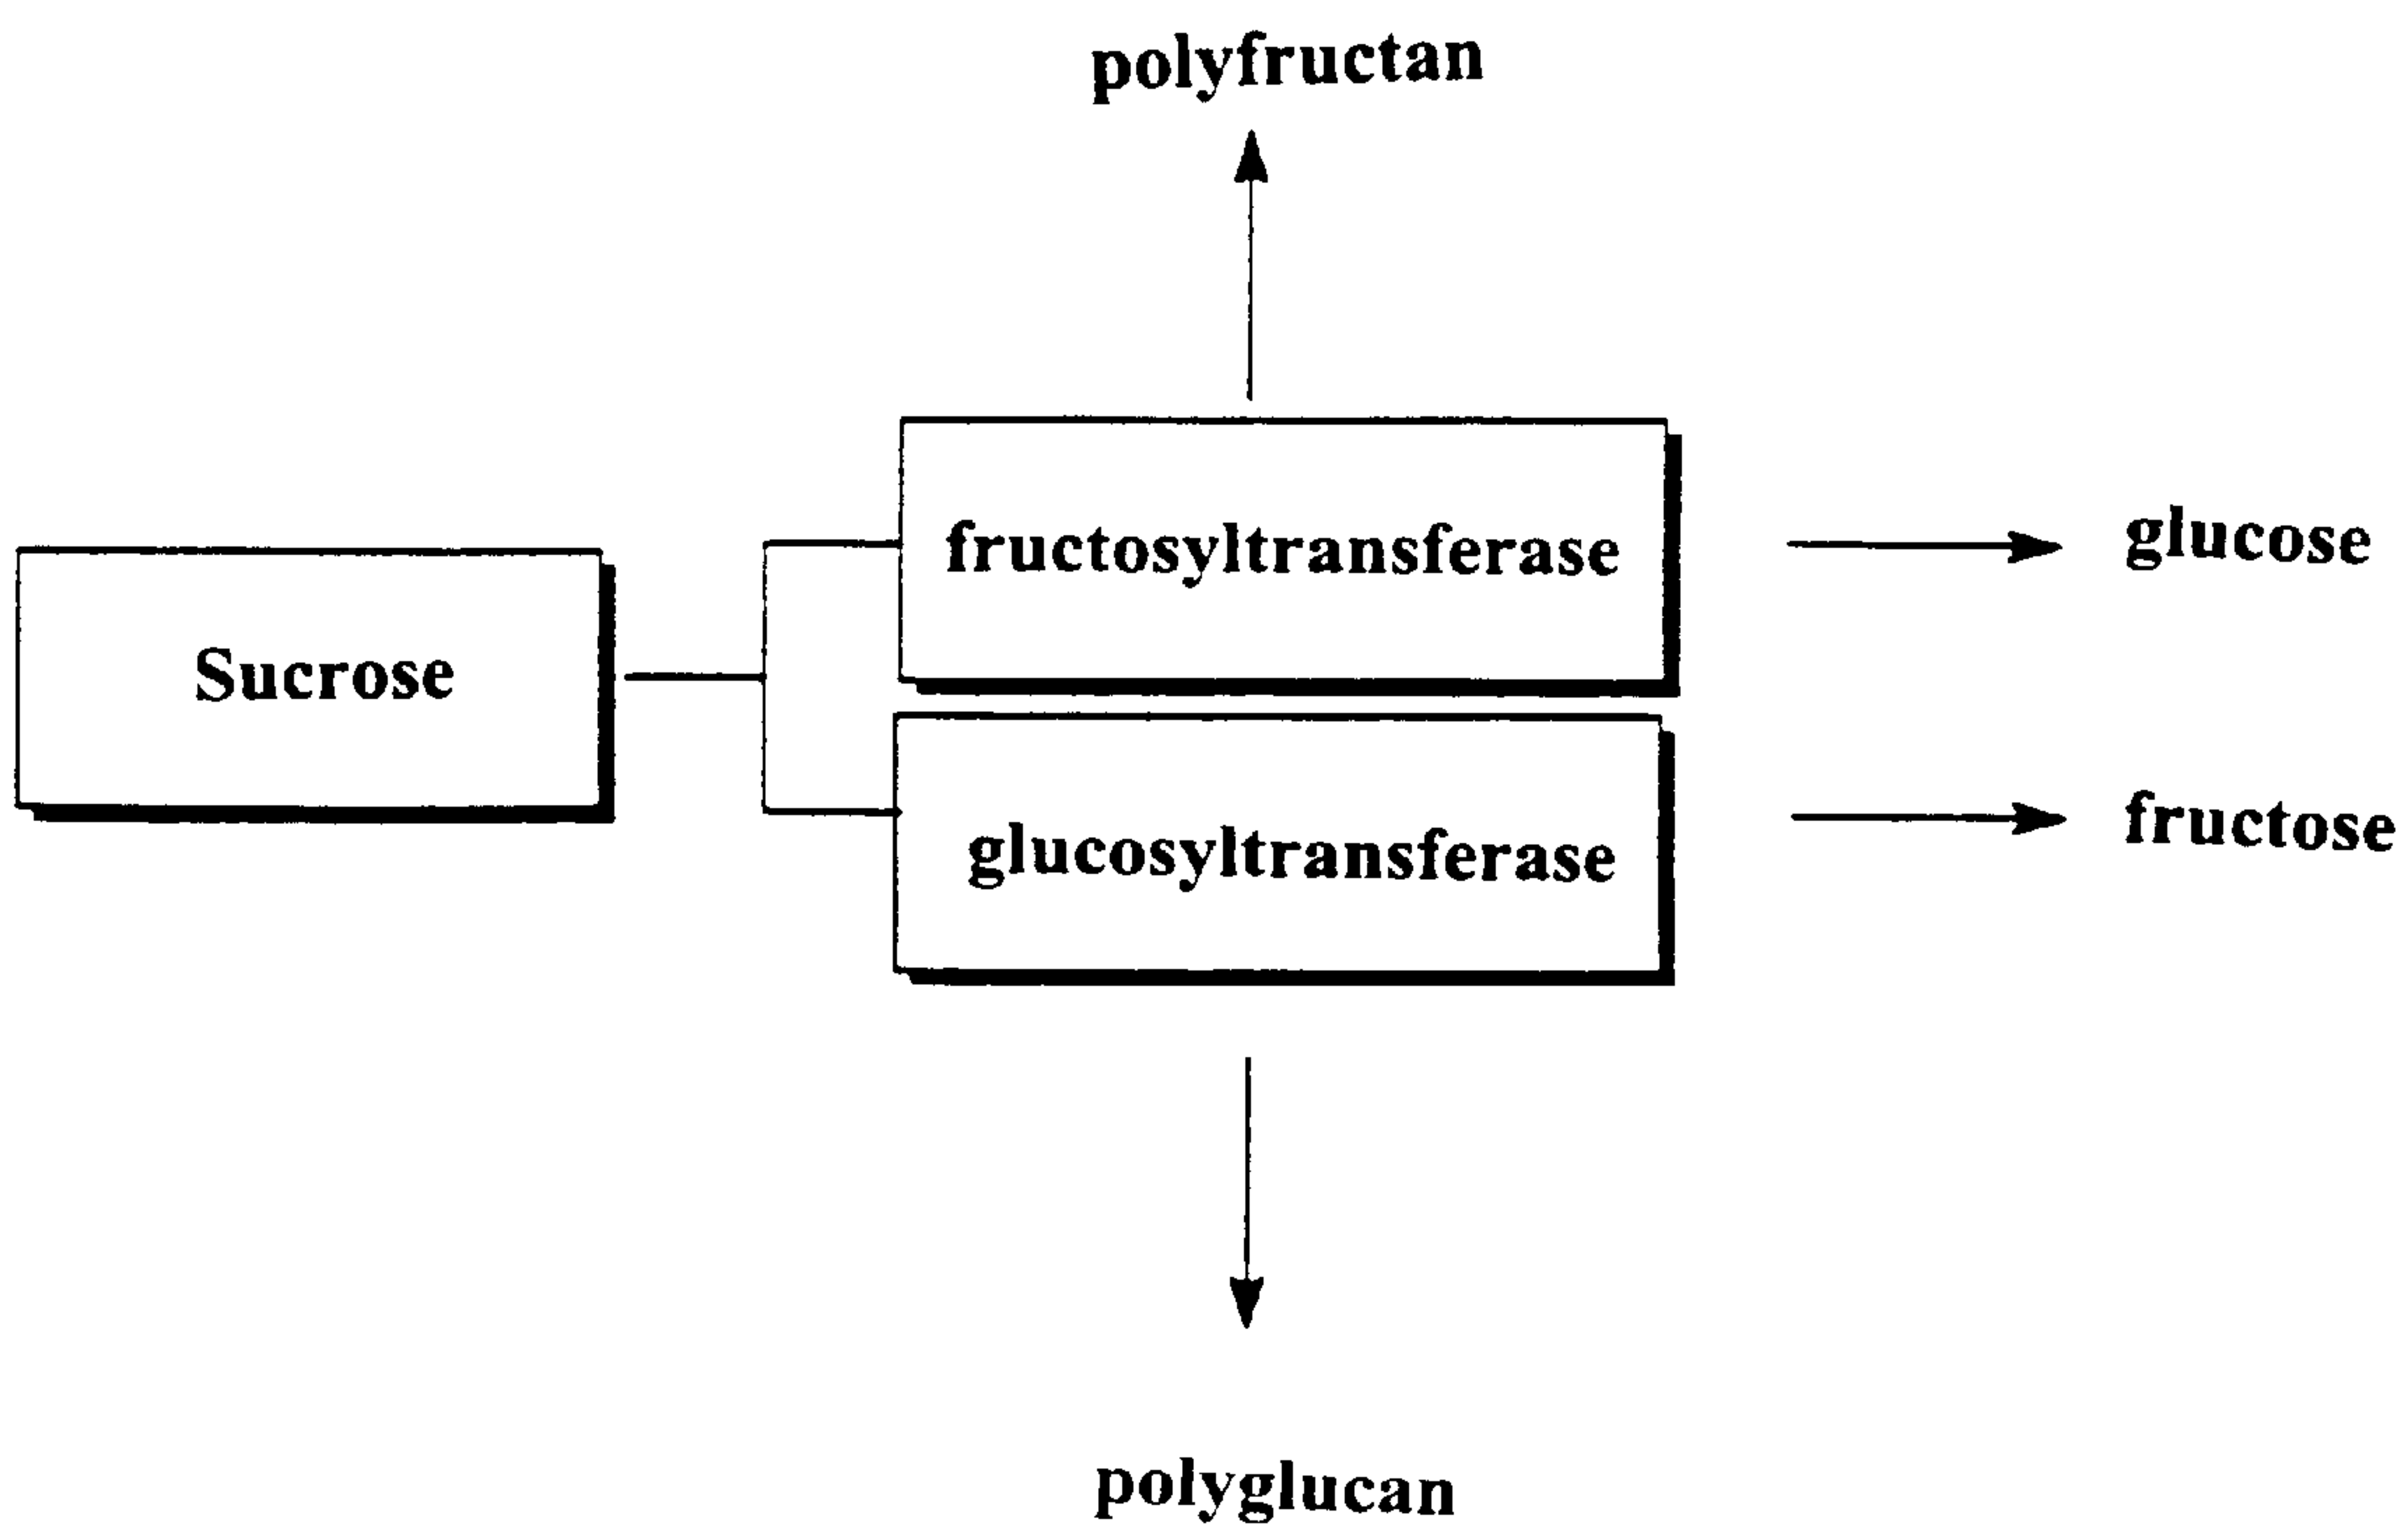 polyfructan
fructosyltransferase
glucose
Sucrose
glucosyltransferase
fructose
polyglucan